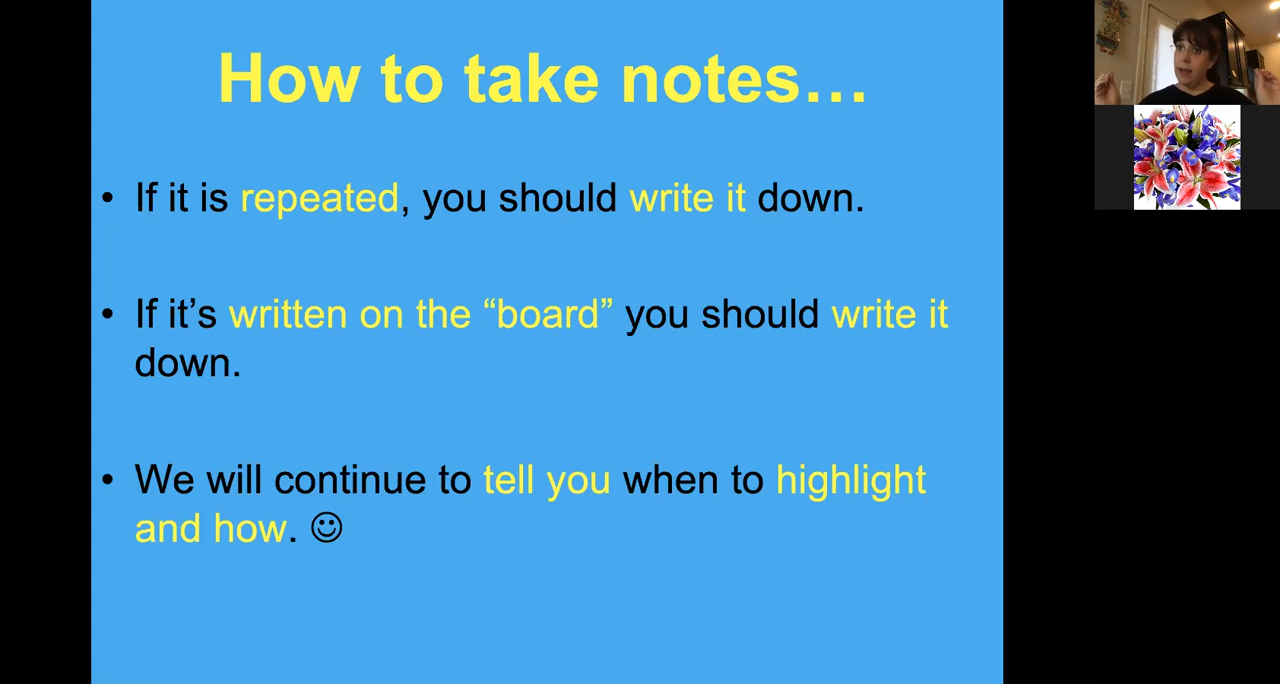 How to take notes…
• If it is repeated, you should write it down.
• If it’s written on the “board” you should write it
down.
• We will continue to tell you when to highlight
and how. ☺